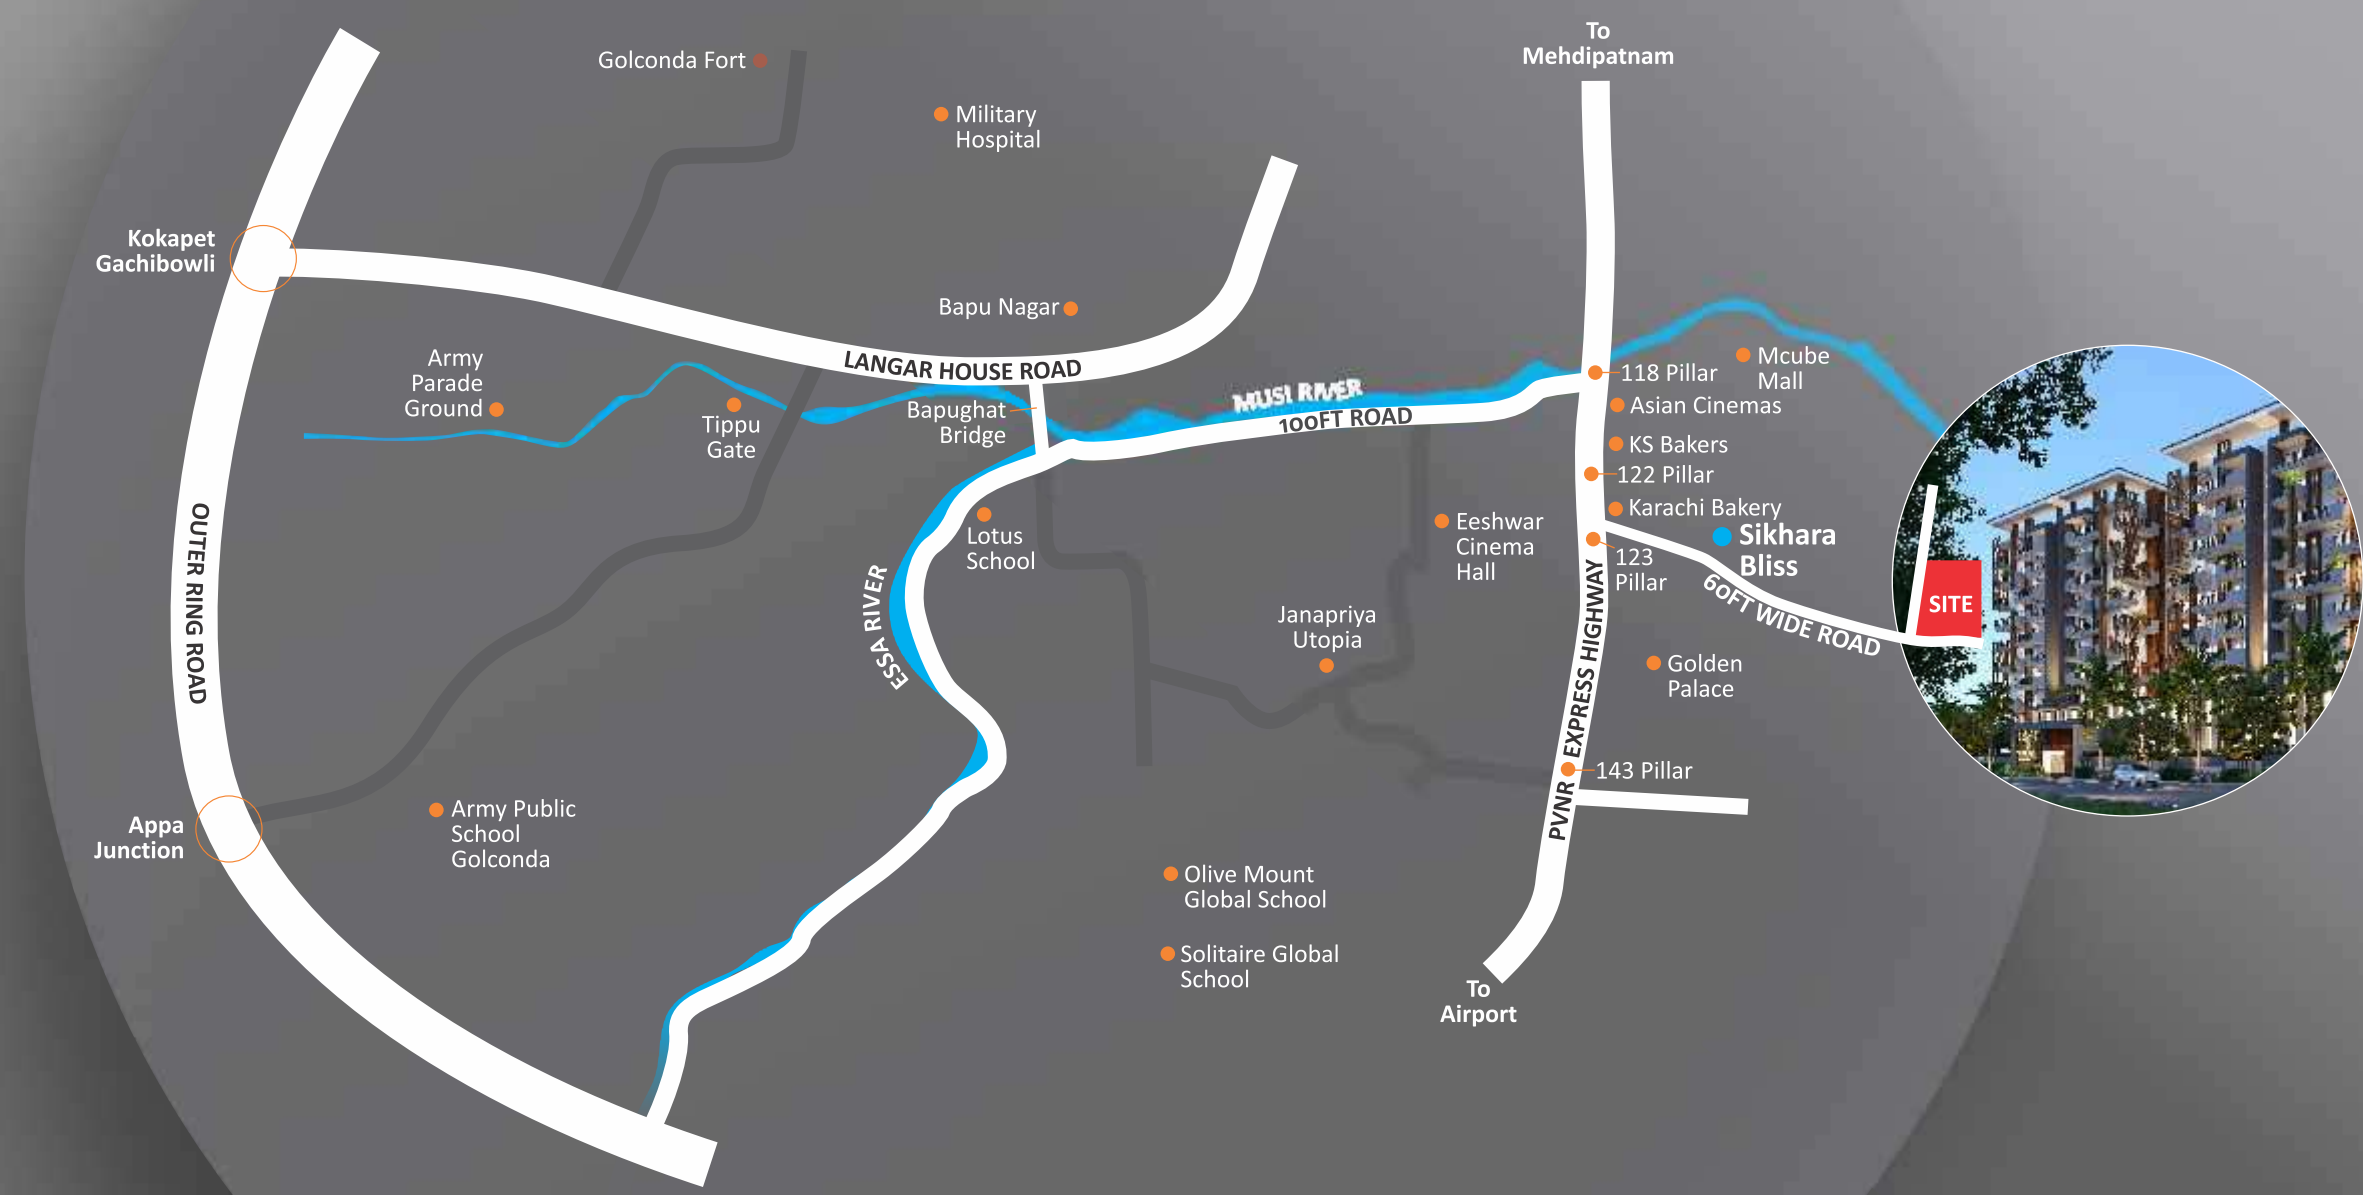 To
Mehdipatnam
Golconda Fort
Military
Hospital
Kokapet
Gachibowli
Bapu Nagar
LANGAR HOUSE ROAD
Army
Parade
Ground
Tippu
Gate
Bapughat
Bridge
MUSI RIVER
100FT ROAD
118 Pillar
Mcube
Mall
Asian Cinemas
KS Bakers
122 Pillar
Karachi Bakery
Sikhara
Bliss
123
Pillar
60FT WIDE ROAD
SITE
Eeshwar
Cinema
Hall
Lotus
School
ESSA RIVER
OUTER RING ROAD
Janapriya
Utopia
Golden
Palace
PVNR EXPRESS HIGHWAY
143 Pillar
Appa
Junction
Army Public
School
Golconda
Olive Mount
Global School
Solitaire Global
School
To
Airport